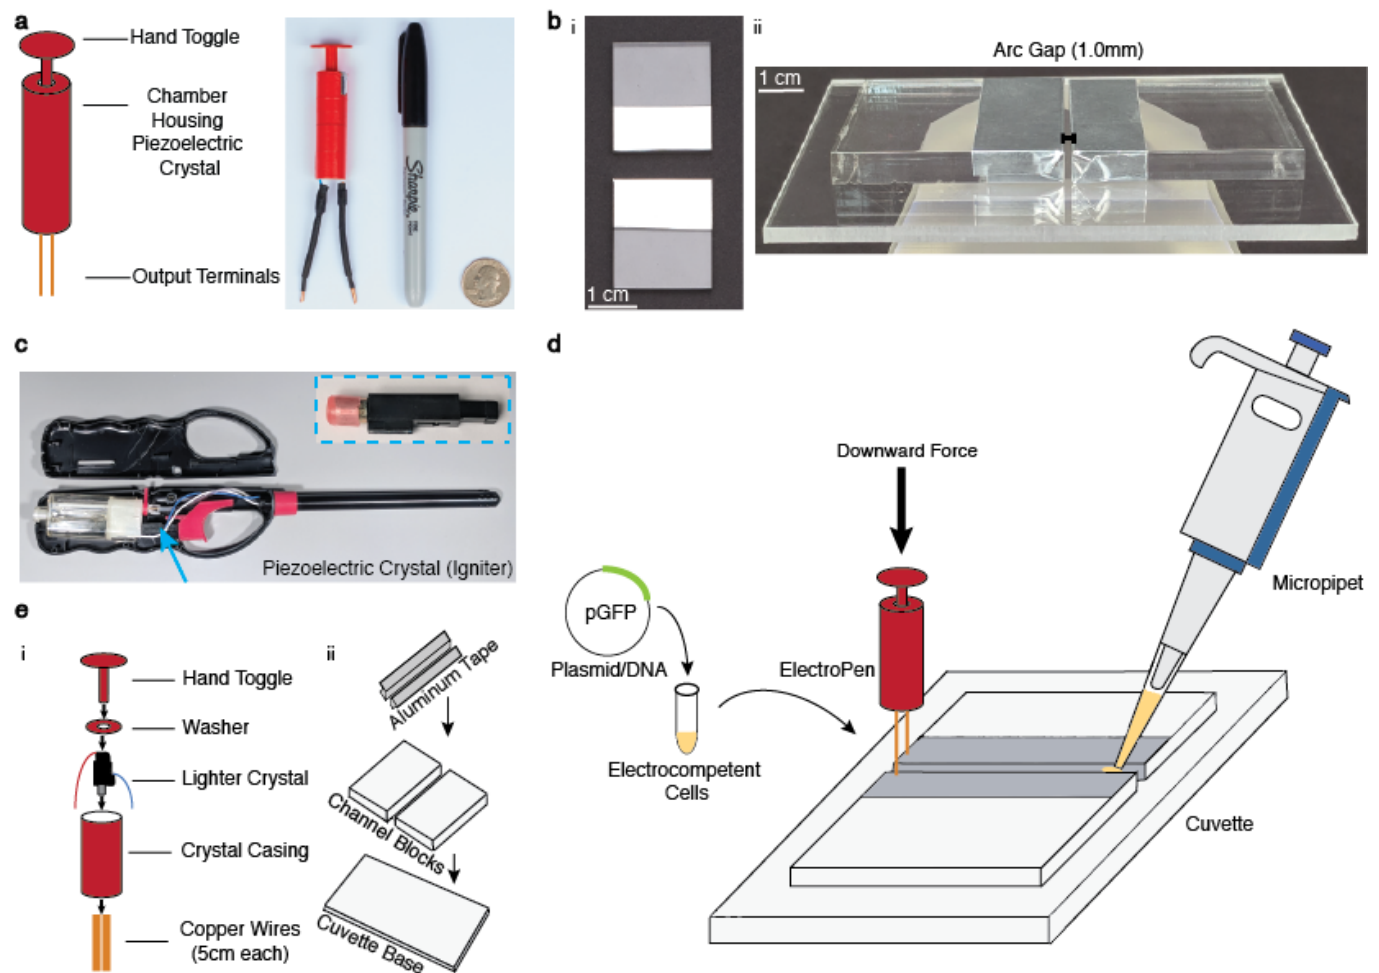 a
Hand Toggle
Chamber
Housing
Piezoelectric
Crystal
Output Terminals
Sharpie
b
i
1 cm
ii
Arc Gap (1.0mm)
1 cm
c
Piezoelectric Crystal (Igniter)
d
Downward Force
pGFP
Plasmid/DNA
ElectroPen
Electrocompetent
Cells
Micropipet
Cuvette
e
i
Hand Toggle
Washer
Lighter Crystal
Crystal Casing
Copper Wires
(5cm each)
ii
Aluminum Tape
Channel Blocks
Cuvette Base